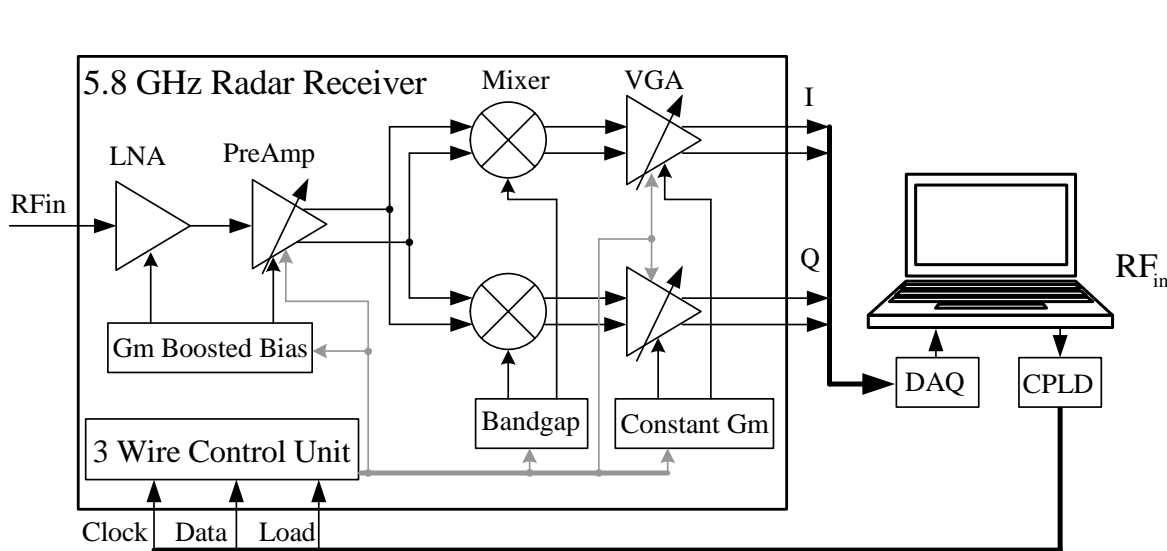 5.8 GHz Radar Receiver
Mixer
VGA
I
LNA
PreAmp
RFin
Q
RFin
Gm Boosted Bias
DAQ
CPLD
Bandgap
Constant Gm
3 Wire Control Unit
Clock
Data
Load